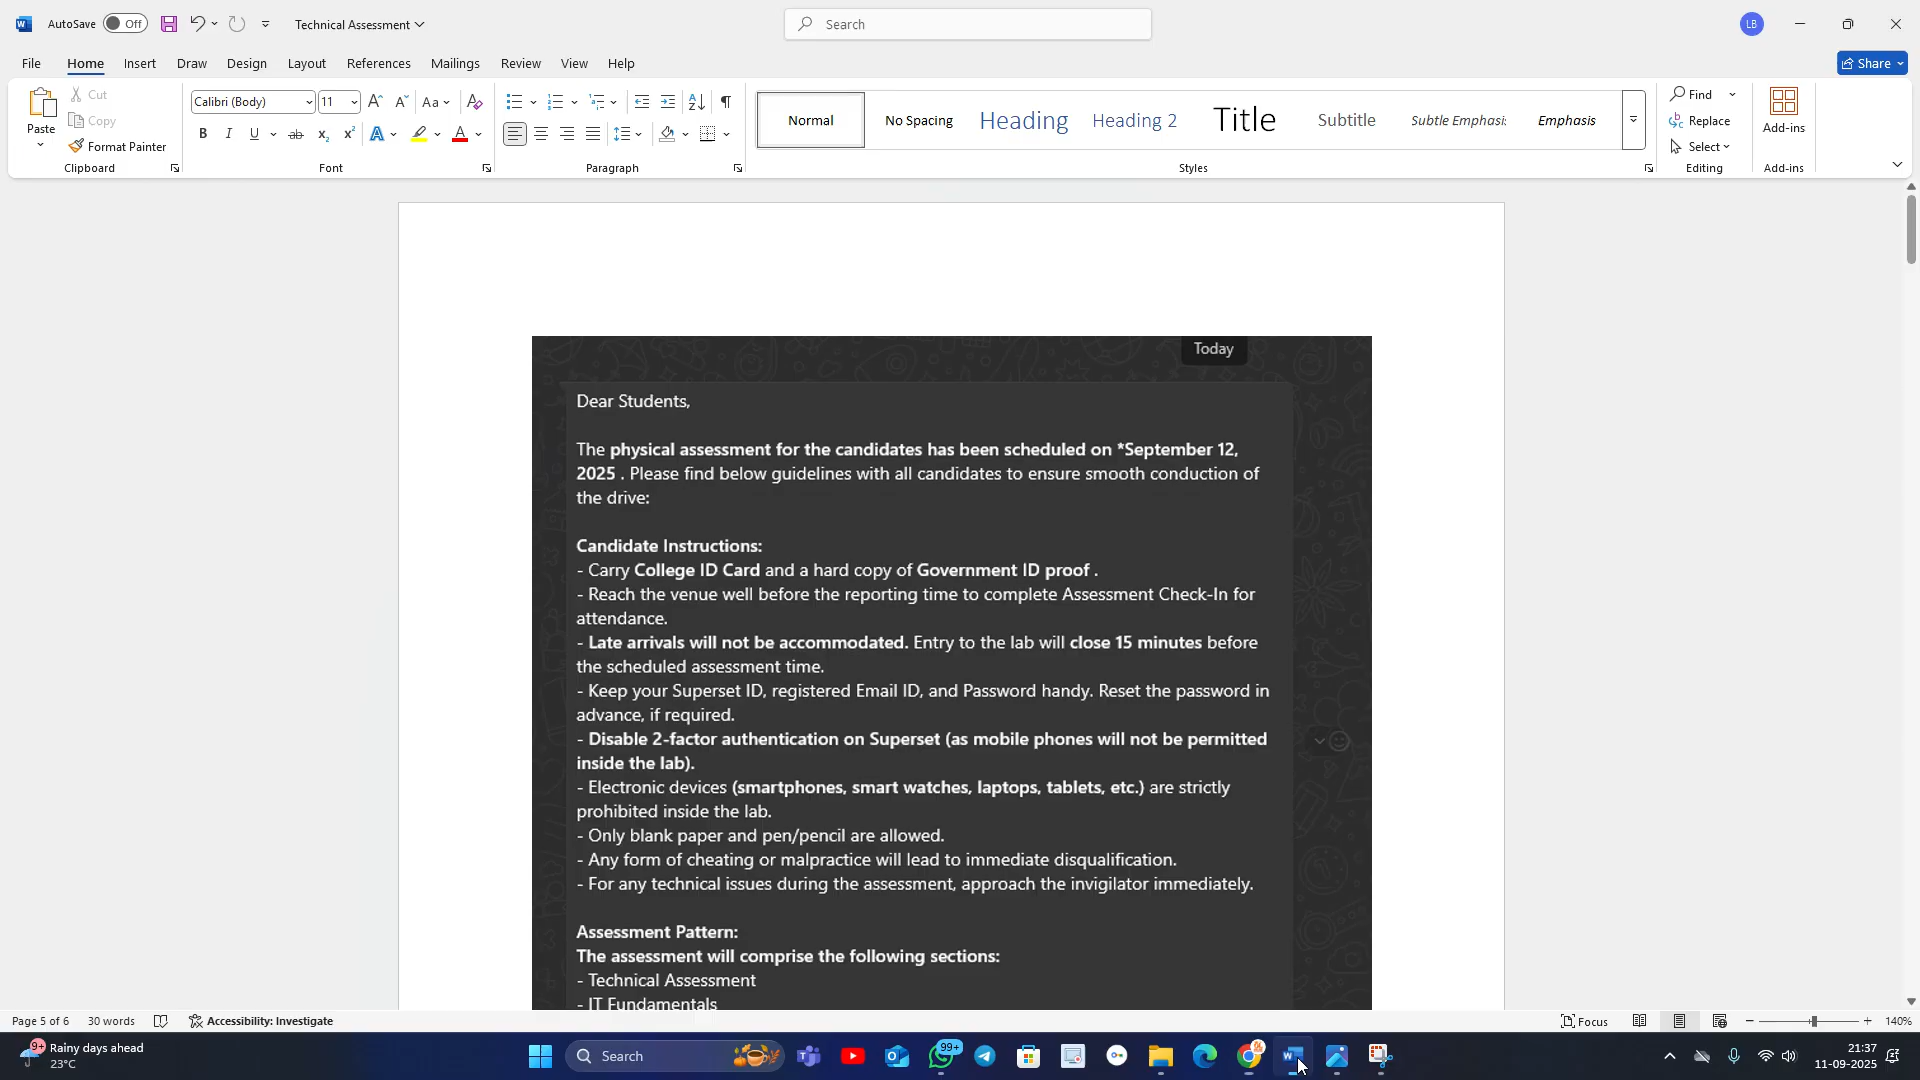 AutoSave Off Technical Assessment Search LB
File Home Insert Draw Design Layout References Mailings Review View Help Share
Paste Cut Copy Format Painter Clipboard
Calibri (Body) 11 Aa Font
Paragraph
Normal No Spacing Heading Heading 2 Title Subtitle Subtle Emphasis Emphasis Styles
Find Replace Select Editing
Add-ins Add-ins
Today
Dear Students,
The physical assessment for the candidates has been scheduled on *September 12,
2025 . Please find below guidelines with all candidates to ensure smooth conduction of
the drive:
Candidate Instructions:
- Carry College ID Card and a hard copy of Government ID proof .
- Reach the venue well before the reporting time to complete Assessment Check-In for
attendance.
- Late arrivals will not be accommodated. Entry to the lab will close 15 minutes before
the scheduled assessment time.
- Keep your Superset ID, registered Email ID, and Password handy. Reset the password in
advance, if required.
- Disable 2-factor authentication on Superset (as mobile phones will not be permitted
inside the lab).
- Electronic devices (smartphones, smart watches, laptops, tablets, etc.) are strictly
prohibited inside the lab.
- Only blank paper and pen/pencil are allowed.
- Any form of cheating or malpractice will lead to immediate disqualification.
- For any technical issues during the assessment, approach the invigilator immediately.
Assessment Pattern:
The assessment will comprise the following sections:
- Technical Assessment
- IT Fundamentals
Page 5 of 6 30 words Accessibility: Investigate Focus 140%
9+ Rainy days ahead
23°C
Search
99+
21:37
11-09-2025